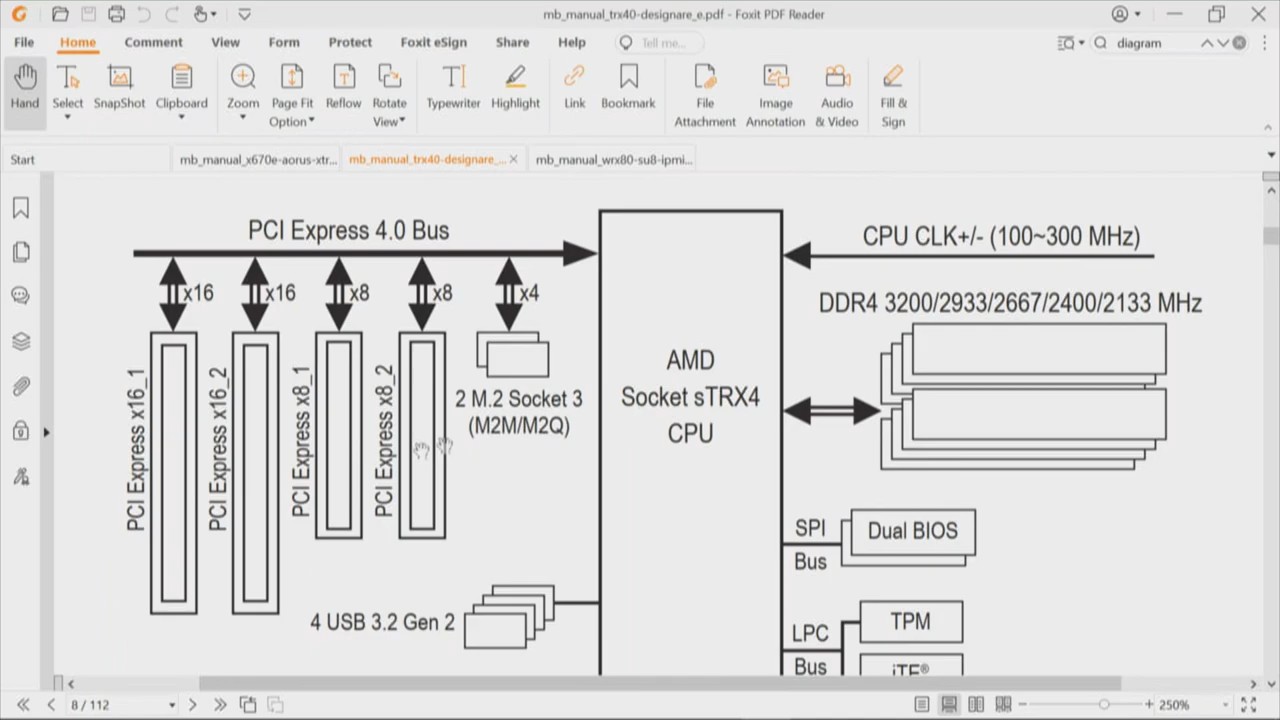 mb_manual_trx40-designare_e.pdf - Foxit PDF Reader
File Home Comment View Form Protect Foxit eSign Share Help Tell me... diagram
Hand Select SnapShot Clipboard Zoom Page Fit Option Reflow Rotate View Typewriter Highlight Link Bookmark File Attachment Image Annotation Audio & Video Fill & Sign
Start mb_manual_x670e-aorus-xtr... mb_manual_trx40-designare_... mb_manual_wrx80-su8-ipmi...
PCI Express 4.0 Bus
x16 x16 x8 x8 x4
PCI Express x16_1
PCI Express x16_2
PCI Express x8_1
PCI Express x8_2
2 M.2 Socket 3
(M2M/M2Q)
4 USB 3.2 Gen 2
AMD
Socket sTRX4
CPU
CPU CLK+/- (100~300 MHz)
DDR4 3200/2933/2667/2400/2133 MHz
SPI
Bus
Dual BIOS
LPC
Bus
TPM
iTE®
8 / 112
250%